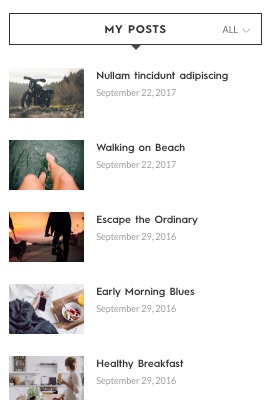 MY POSTS
ALL
Nullam tincidunt adipiscing
September 22, 2017
Walking on Beach
September 22, 2017
Escape the Ordinary
September 29, 2016
Early Morning Blues
September 29, 2016
Healthy Breakfast
September 29, 2016